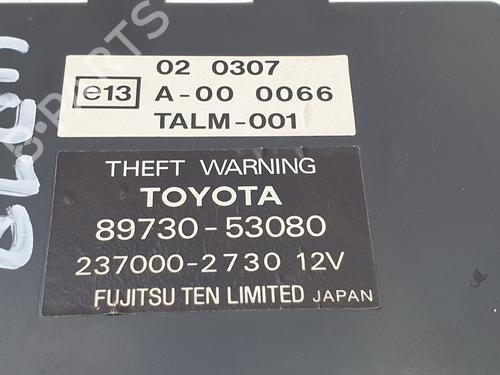 02 0307
e13 A-00 0066
TALM-001
THEFT WARNING
TOYOTA
89730-53080
237000-2730 12V
FUJITSU TEN LIMITED JAPAN